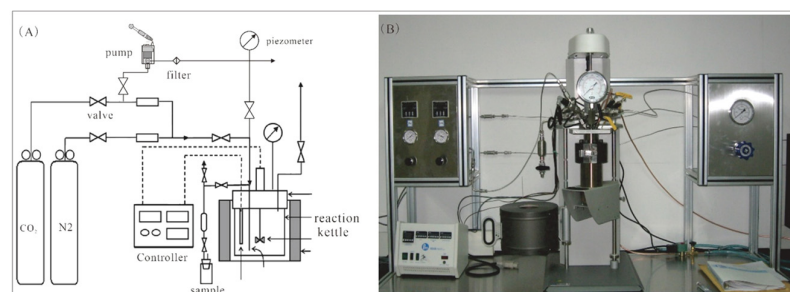 (A)
pump
filter
piezometer
valve
CO2
N2
Controller
sample
reaction
kettle
(B)